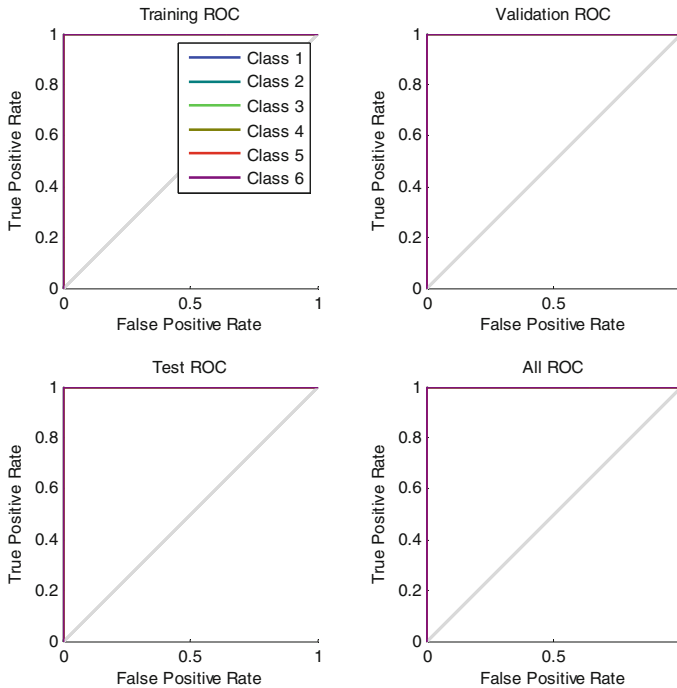 Training ROC
True Positive Rate
1
0.8
0.6
0.4
0.2
0
Class 1
Class 2
Class 3
Class 4
Class 5
Class 6
0 0.5 1
False Positive Rate
Validation ROC
True Positive Rate
1
0.8
0.6
0.4
0.2
0
0 0.5
False Positive Rate
Test ROC
True Positive Rate
1
0.8
0.6
0.4
0.2
0
0 0.5 1
False Positive Rate
All ROC
True Positive Rate
1
0.8
0.6
0.4
0.2
0
0 0.5
False Positive Rate